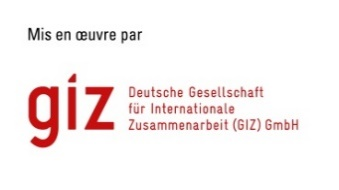 Mis en œuvre par
giz
Deutsche Gesellschaft
für Internationale
Zusammenarbeit (GIZ) GmbH